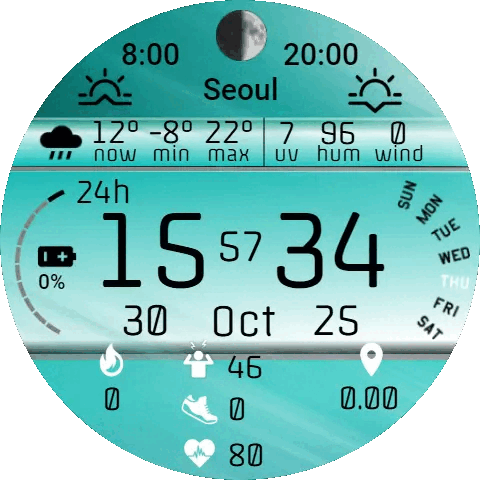 8:00 20:00
Seoul
12° -8° 22° 7 96 0
now min max uv hum wind
24h
SUN
MON
TUE
WED
THU
FRI
SAT
15 57 34
0%
30 Oct 25
46
0 0 0.00
80